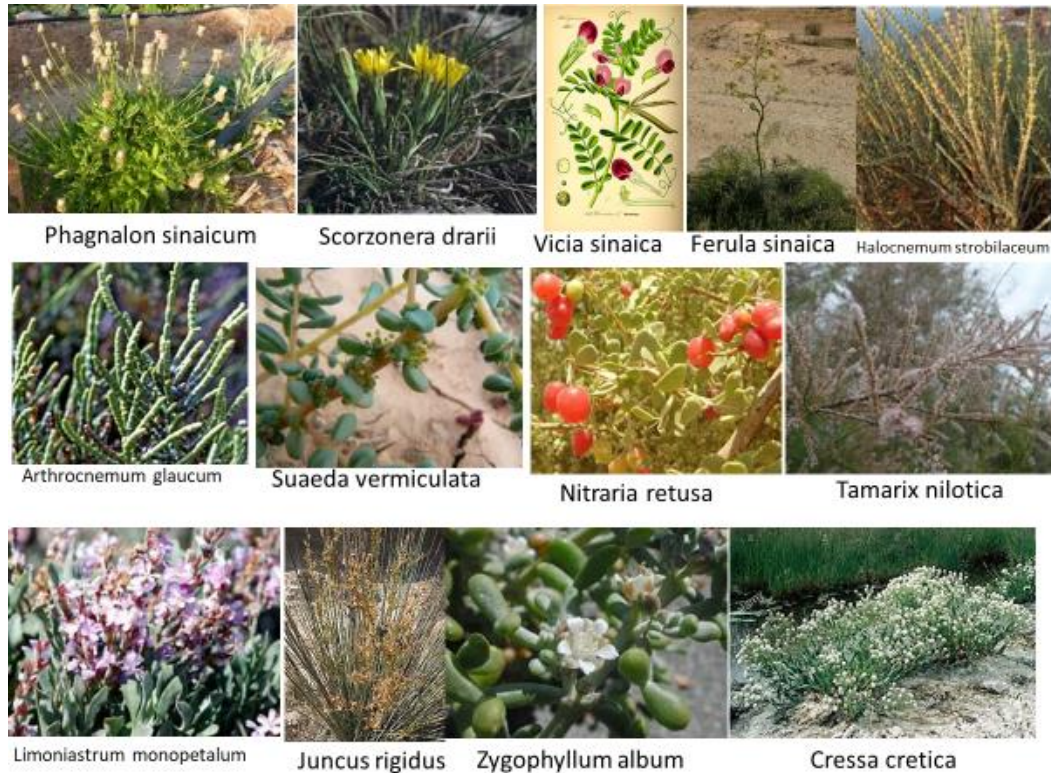 Phagnalon sinaicum
Scorzonera drarii
Vicia sinaica
Ferula sinaica
Halocnemum strobilaceum
Arthrocnemum glaucum
Suaeda vermiculata
Nitraria retusa
Tamarix nilotica
Limoniastrum monopetalum
Juncus rigidus
Zygophyllum album
Cressa cretica